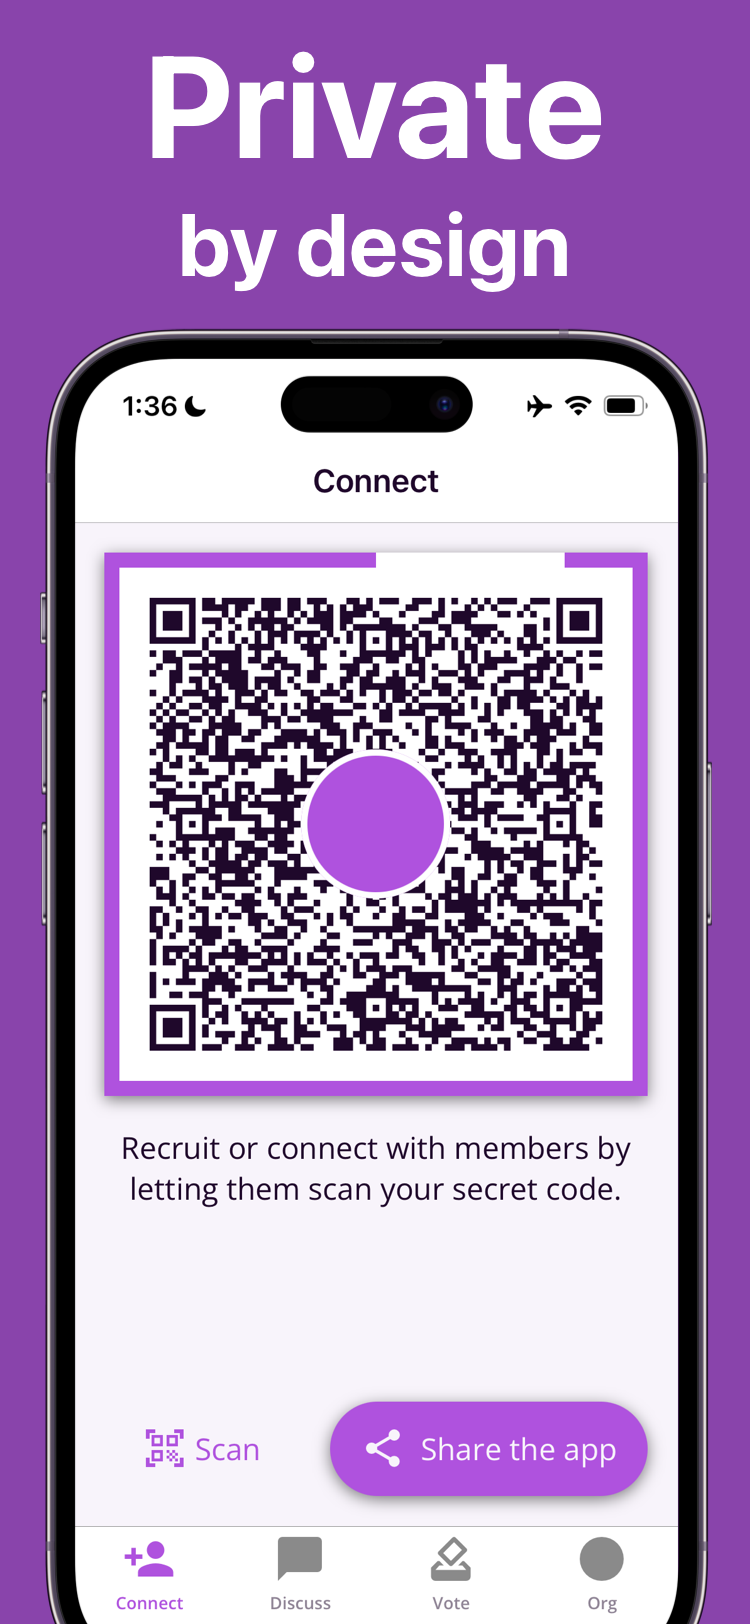 Private
by design
1:36
Connect
Recruit or connect with members by
letting them scan your secret code.
Scan
Share the app
Connect
Discuss
Vote
Org